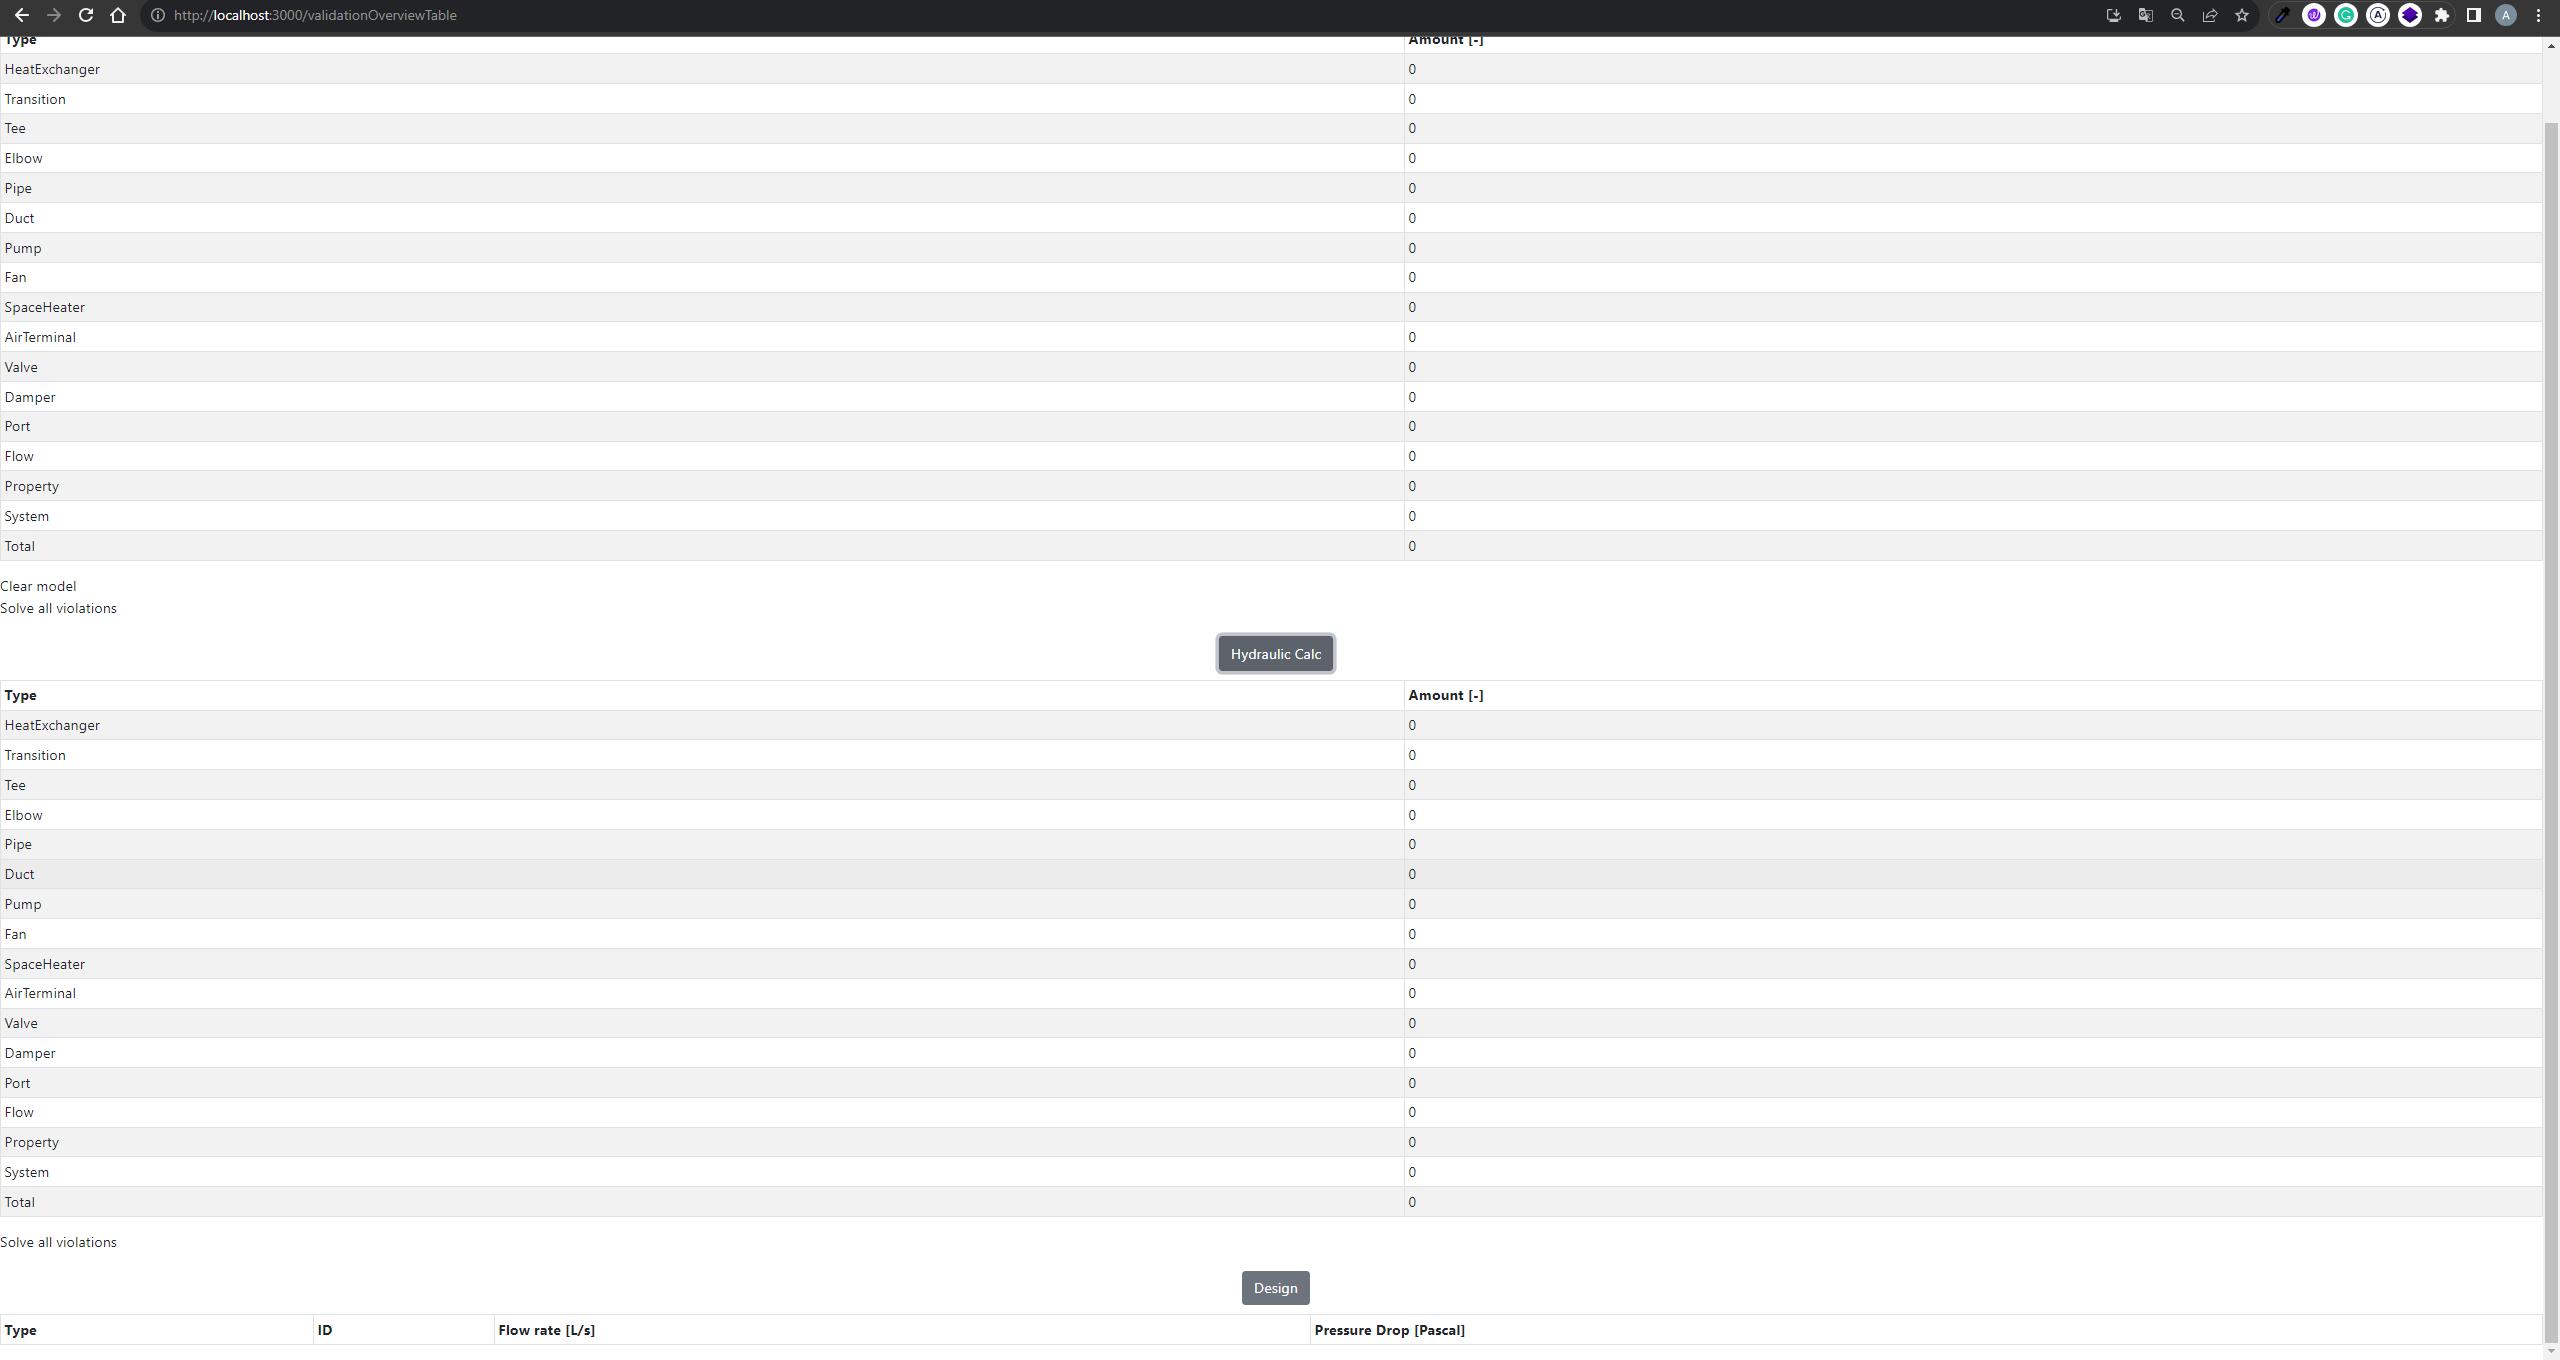 http://localhost:3000/validationOverviewTable
Type Amount [-]
HeatExchanger 0
Transition 0
Tee 0
Elbow 0
Pipe 0
Duct 0
Pump 0
Fan 0
SpaceHeater 0
AirTerminal 0
Valve 0
Damper 0
Port 0
Flow 0
Property 0
System 0
Total 0
Clear model
Solve all violations
Hydraulic Calc
Type Amount [-]
HeatExchanger 0
Transition 0
Tee 0
Elbow 0
Pipe 0
Duct 0
Pump 0
Fan 0
SpaceHeater 0
AirTerminal 0
Valve 0
Damper 0
Port 0
Flow 0
Property 0
System 0
Total 0
Solve all violations
Design
Type ID Flow rate [L/s] Pressure Drop [Pascal]